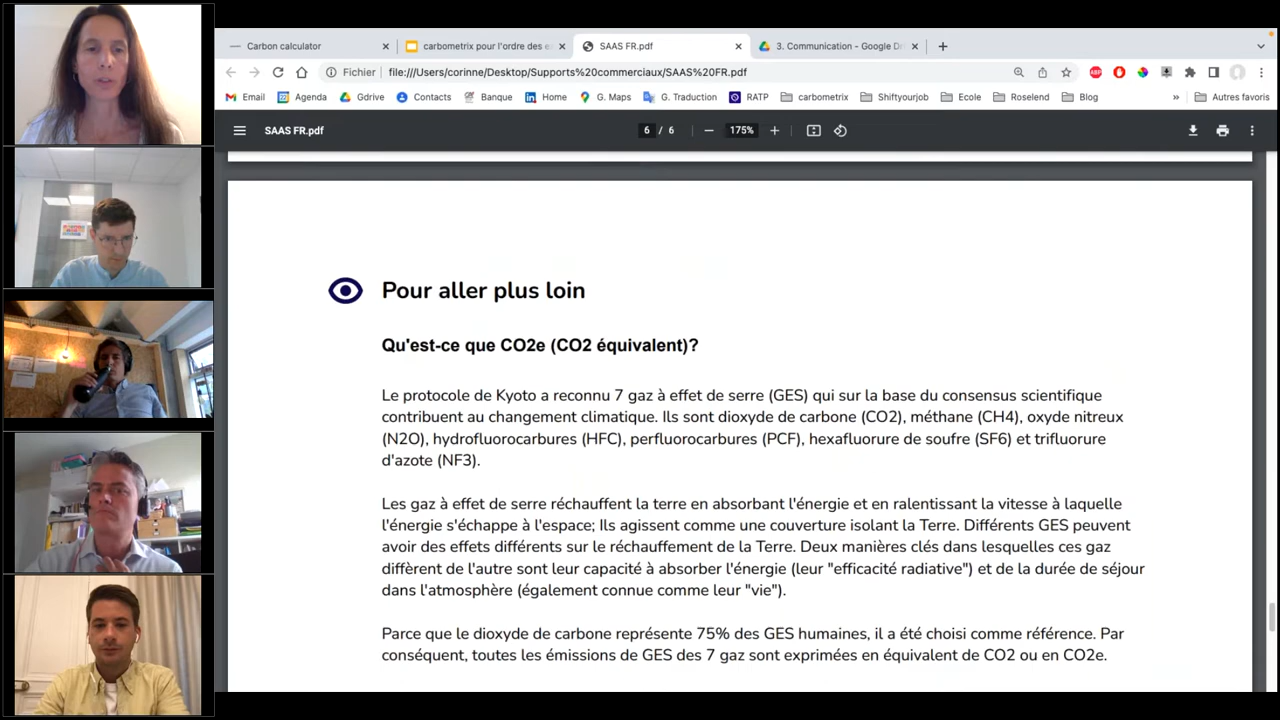 Carbon calculator
carbometrix pour l'ordre des e
SAAS FR.pdf
3. Communication - Google Dr
Fichier file:///Users/corinne/Desktop/Supports%20commerciaux/SAAS%20FR.pdf
Email Agenda Gdrive Contacts Banque Home G. Maps G. Traduction RATP carbometrix Shiftyourjob Ecole Roselend Blog » Autres favoris
SAAS FR.pdf 6 / 6 175%
Pour aller plus loin
Qu'est-ce que CO2e (CO2 équivalent)?
Le protocole de Kyoto a reconnu 7 gaz à effet de serre (GES) qui sur la base du consensus scientifique
contribuent au changement climatique. Ils sont dioxyde de carbone (CO2), méthane (CH4), oxyde nitreux
(N2O), hydrofluorocarbures (HFC), perfluorocarbures (PCF), hexafluorure de soufre (SF6) et trifluorure
d'azote (NF3).
Les gaz à effet de serre réchauffent la terre en absorbant l'énergie et en ralentissant la vitesse à laquelle
l'énergie s'échappe à l'espace; Ils agissent comme une couverture isolant la Terre. Différents GES peuvent
avoir des effets différents sur le réchauffement de la Terre. Deux manières clés dans lesquelles ces gaz
diffèrent de l'autre sont leur capacité à absorber l'énergie (leur "efficacité radiative") et de la durée de séjour
dans l'atmosphère (également connue comme leur "vie").
Parce que le dioxyde de carbone représente 75% des GES humaines, il a été choisi comme référence. Par
conséquent, toutes les émissions de GES des 7 gaz sont exprimées en équivalent de CO2 ou en CO2e.